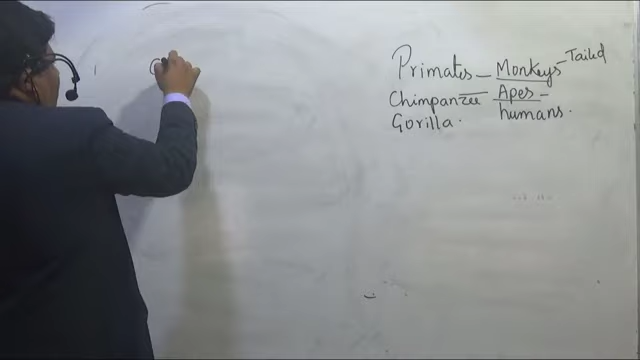 Primates – Monkeys – Tailed
Chimpanzee – Apes –
Gorilla. humans.